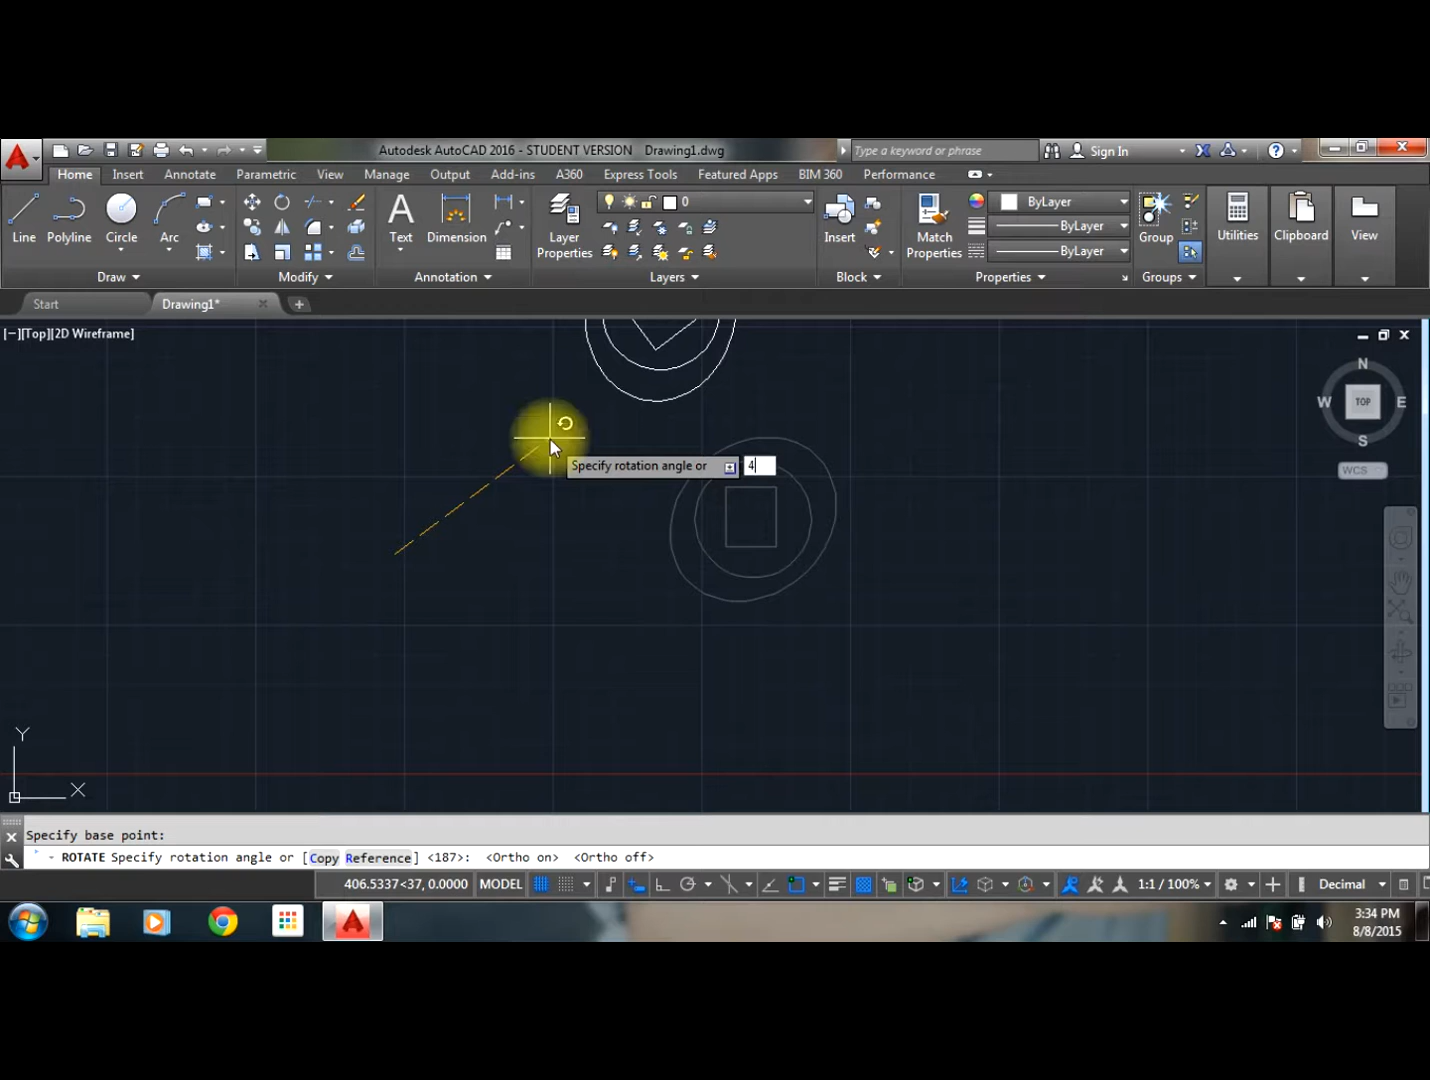 Autodesk AutoCAD 2016 - STUDENT VERSION Drawing1.dwg
Type a keyword or phrase
Sign In
Home Insert Annotate Parametric View Manage Output Add-ins A360 Express Tools Featured Apps BIM 360 Performance
Line Polyline Circle Arc
Text Dimension
Layer Properties
0
Insert
Match Properties
ByLayer
ByLayer
ByLayer
Group
Utilities Clipboard View
Draw Modify Annotation Layers Block Properties Groups
Start Drawing1* +
[−][Top][2D Wireframe]
N
W TOP E
S
WCS
Specify rotation angle or 4
Y
X
Specify base point:
ROTATE Specify rotation angle or [Copy Reference] <187>: <Ortho on> <Ortho off>
406.5337<37, 0.0000 MODEL 1:1 / 100% Decimal
3:34 PM
8/8/2015